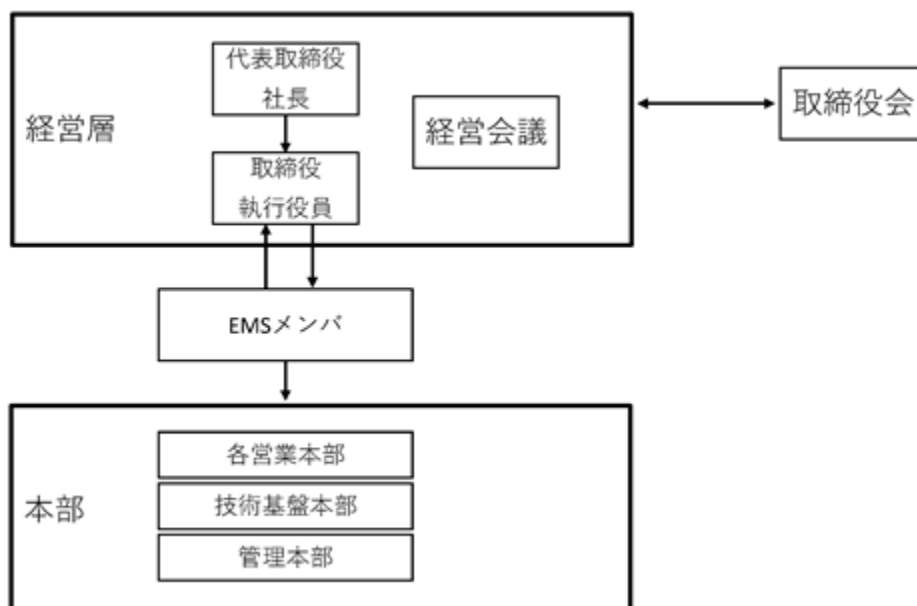 代表取締役
社長
経営層
経営会議
取締役会
取締役
執行役員
EMSメンバ
本部
各営業本部
技術基盤本部
管理本部